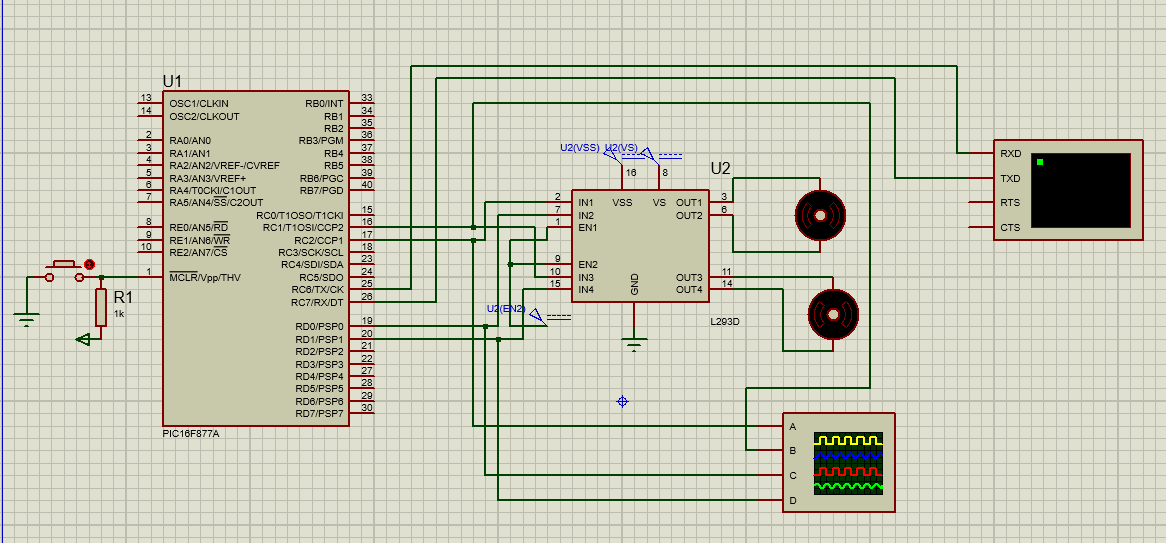 U1
13 OSC1/CLKIN
14 OSC2/CLKOUT
2 RA0/AN0
3 RA1/AN1
4 RA2/AN2/VREF-/CVREF
5 RA3/AN3/VREF+
6 RA4/T0CKI/C1OUT
7 RA5/AN4/SS/C2OUT
8 RE0/AN5/RD
9 RE1/AN6/WR
10 RE2/AN7/CS
1 MCLR/Vpp/THV
RB0/INT 33
RB1 34
RB2 35
RB3/PGM 36
RB4 37
RB5 38
RB6/PGC 39
RB7/PGD 40
RC0/T1OSO/T1CKI 15
RC1/T1OSI/CCP2 16
RC2/CCP1 17
RC3/SCK/SCL 18
RC4/SDI/SDA 23
RC5/SDO 24
RC6/TX/CK 25
RC7/RX/DT 26
RD0/PSP0 19
RD1/PSP1 20
RD2/PSP2 21
RD3/PSP3 22
RD4/PSP4 27
RD5/PSP5 28
RD6/PSP6 29
RD7/PSP7 30
PIC16F877A
R1
1k
U2(VSS)
U2(VS)
U2(EN2)
U2
16 VSS
8 VS
2 IN1
7 IN2
1 EN1
9 EN2
10 IN3
15 IN4
OUT1 3
OUT2 6
OUT3 11
OUT4 14
GND
L293D
RXD
TXD
RTS
CTS
A
B
C
D